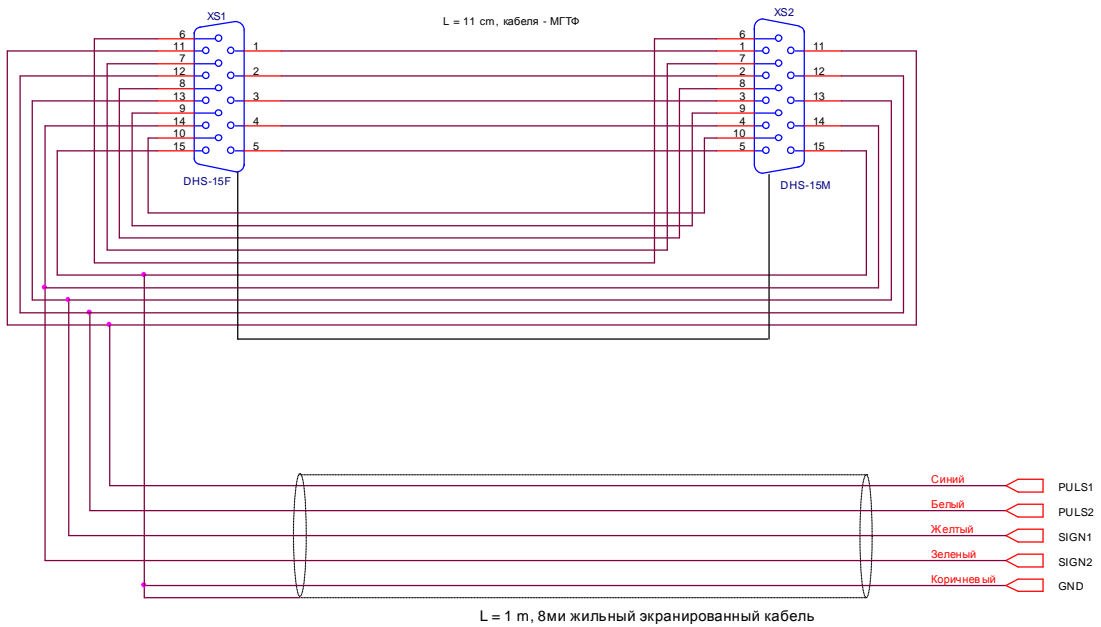 XS1
L = 11 cm, кабеля - МГТФ
XS2
6
11
7
12
8
13
9
14
10
15
1
2
3
4
5
6
1
7
2
8
3
9
4
10
5
11
12
13
14
15
DHS-15F
DHS-15M
Синий PULS1
Белый PULS2
Желтый SIGN1
Зеленый SIGN2
Коричневый GND
L = 1 m, 8ми жильный экранированный кабель